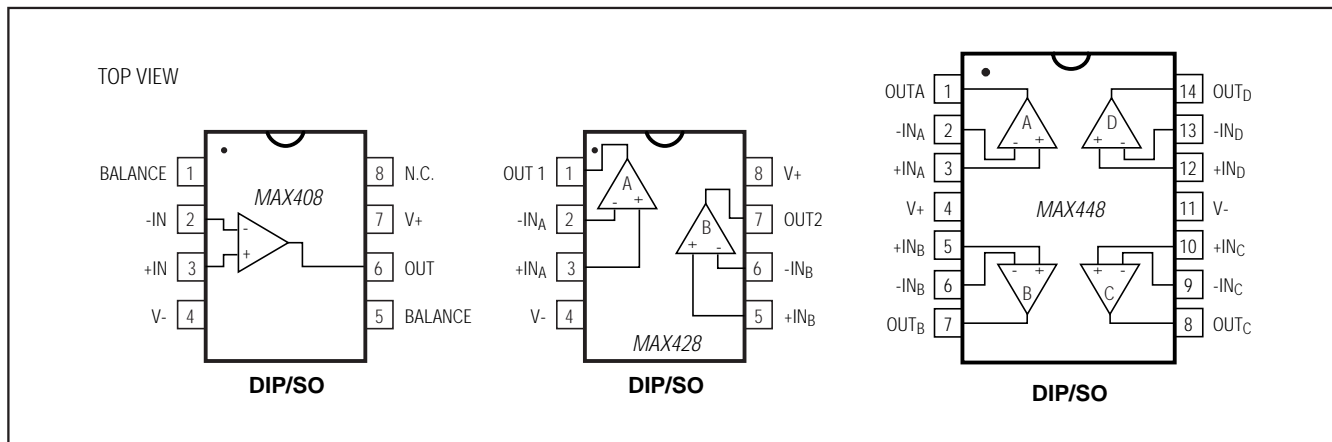 TOP VIEW
BALANCE 1
-IN 2
+IN 3
V- 4
8 N.C.
7 V+
6 OUT
5 BALANCE
MAX408
- 
+
DIP/SO
OUT 1 1
-INA 2
+INA 3
V- 4
8 V+
7 OUT2
6 -INB
5 +INB
A
- +
B
+ -
MAX428
DIP/SO
OUTA 1
-INA 2
+INA 3
V+ 4
+INB 5
-INB 6
OUTB 7
14 OUTD
13 -IND
12 +IND
11 V-
10 +INC
9 -INC
8 OUTC
A
- +
D
+ -
MAX448
- +
B
+ -
C
DIP/SO